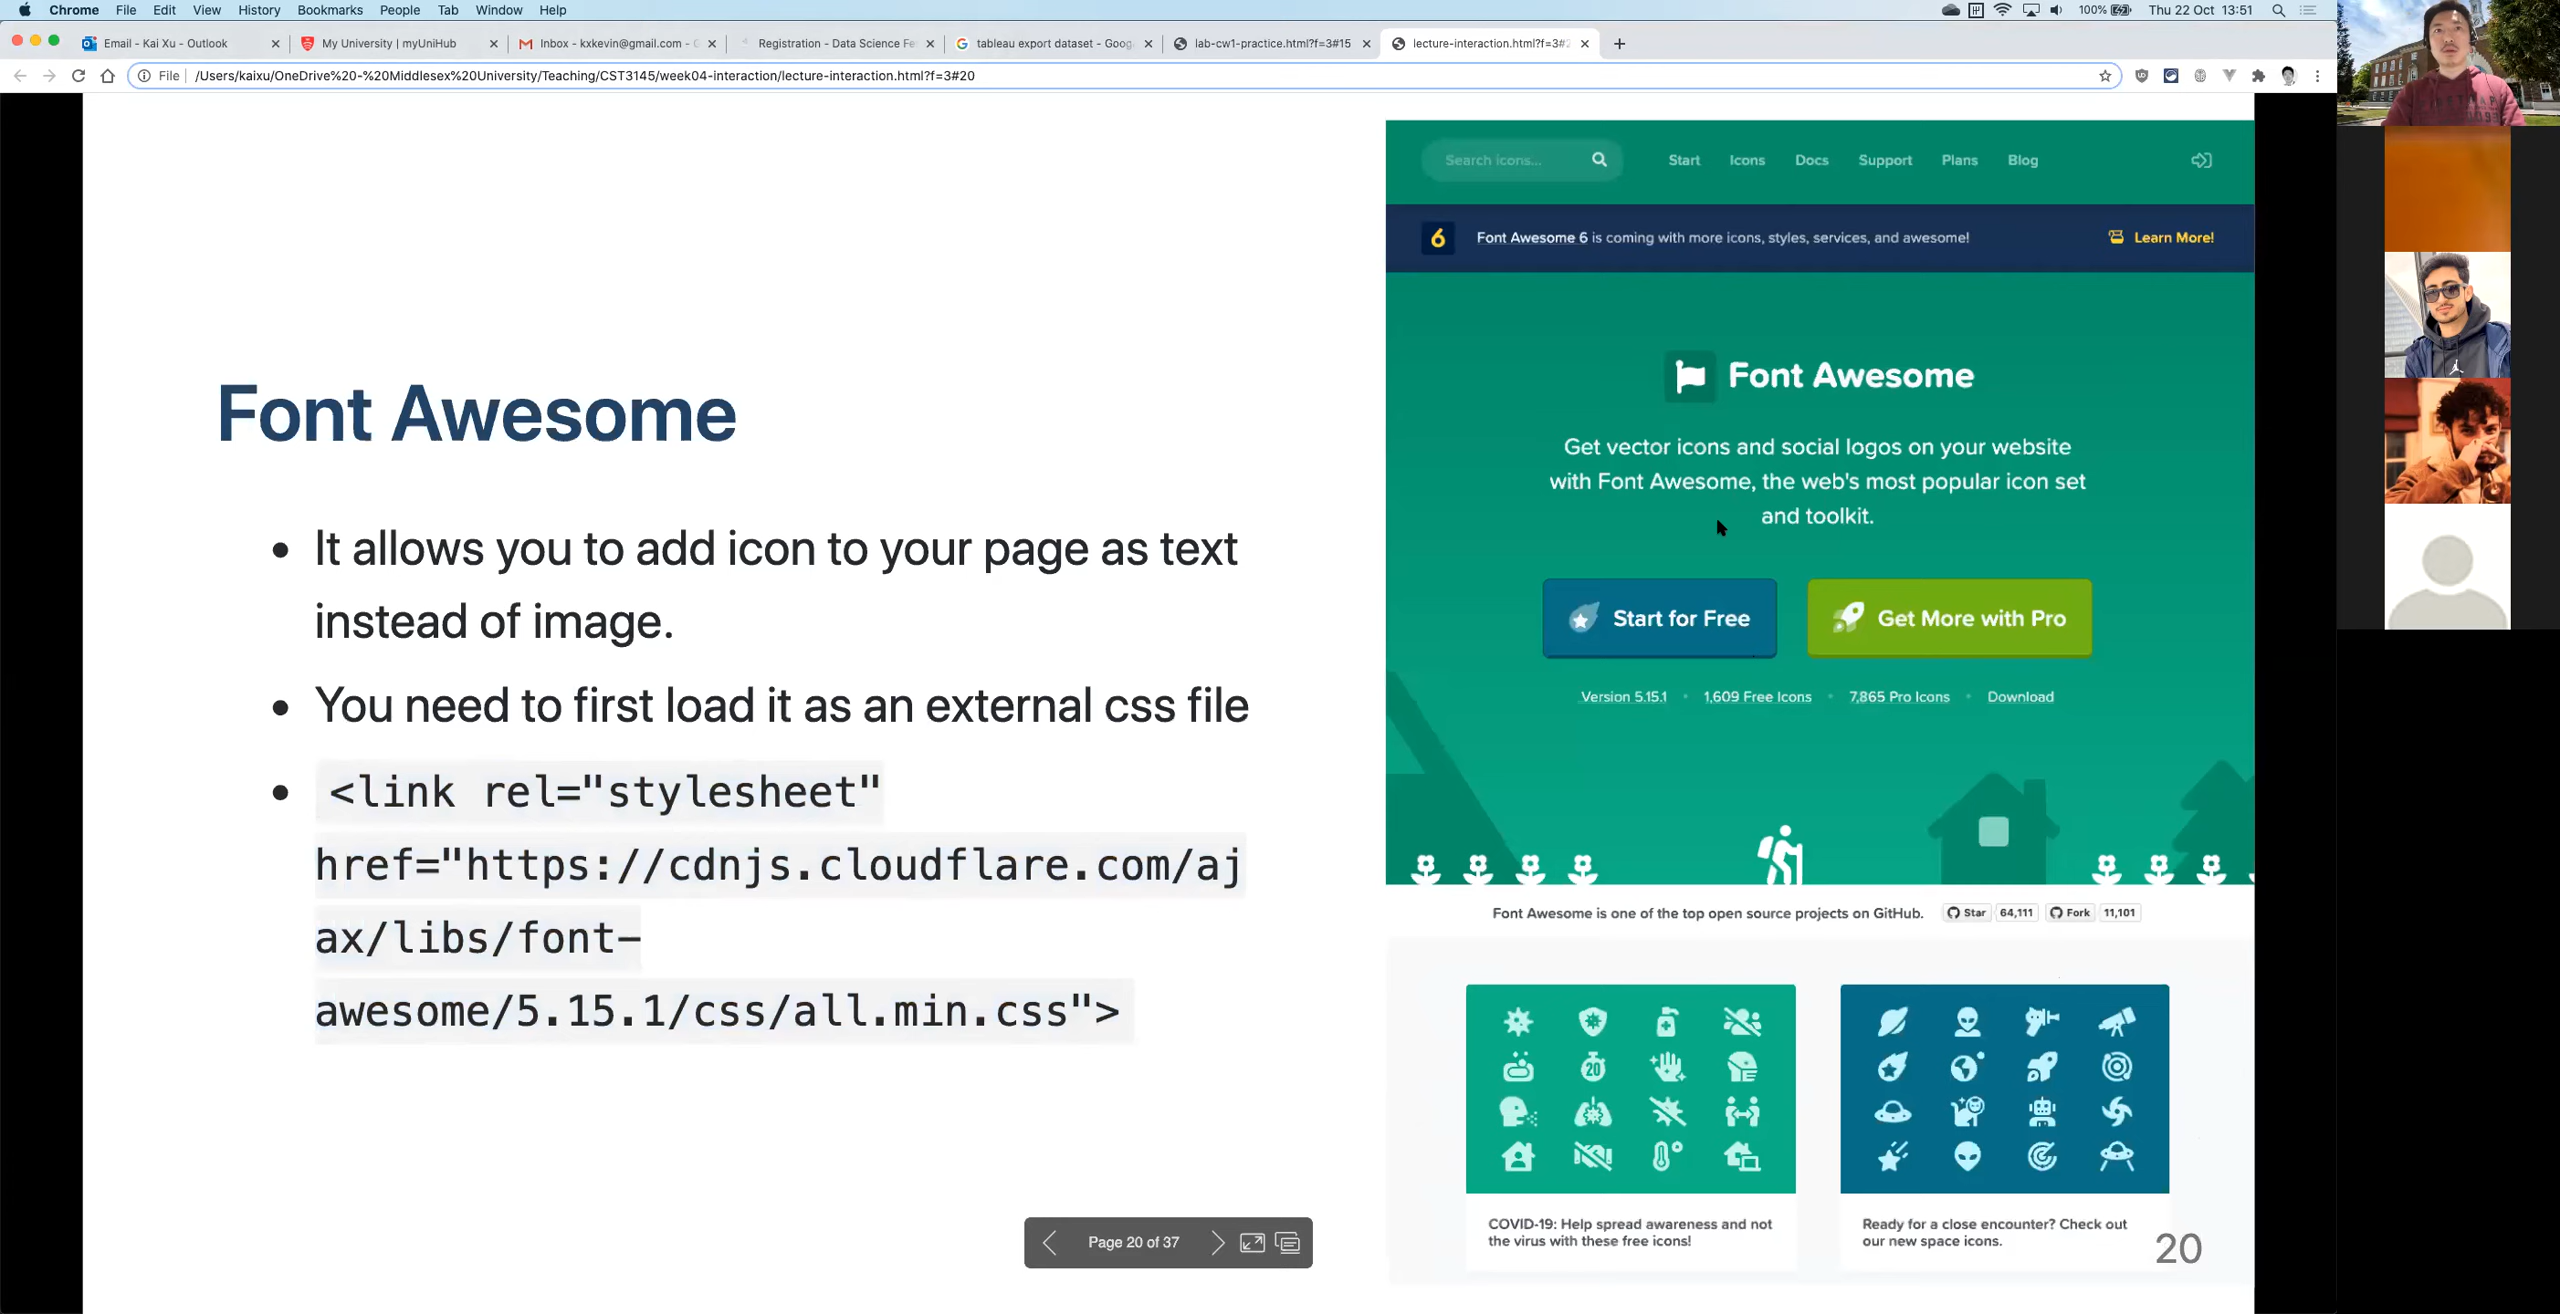 Chrome File Edit View History Bookmarks People Tab Window Help 100% Thu 22 Oct 13:51
Email - Kai Xu - Outlook My University | myUniHub Inbox - kxkevin@gmail.com - Registration - Data Science Fe tableau export dataset - Goog lab-cw1-practice.html?f=3#15 lecture-interaction.html?f=3#2
File /Users/kaixu/OneDrive%20-%20Middlesex%20University/Teaching/CST3145/week04-interaction/lecture-interaction.html?f=3#20
Font Awesome
• It allows you to add icon to your page as text
instead of image.
• You need to first load it as an external css file
• <link rel="stylesheet"
href="https://cdnjs.cloudflare.com/aj
ax/libs/font-
awesome/5.15.1/css/all.min.css">
Search icons... Start Icons Docs Support Plans Blog
6 Font Awesome 6 is coming with more icons, styles, services, and awesome! Learn More!
Font Awesome
Get vector icons and social logos on your website
with Font Awesome, the web's most popular icon set
and toolkit.
Start for Free Get More with Pro
Version 5.15.1 • 1,609 Free Icons • 7,865 Pro Icons • Download
Font Awesome is one of the top open source projects on GitHub. Star 64,111 Fork 11,101
20
COVID-19: Help spread awareness and not
the virus with these free icons!
Ready for a close encounter? Check out
our new space icons.
Page 20 of 37
20